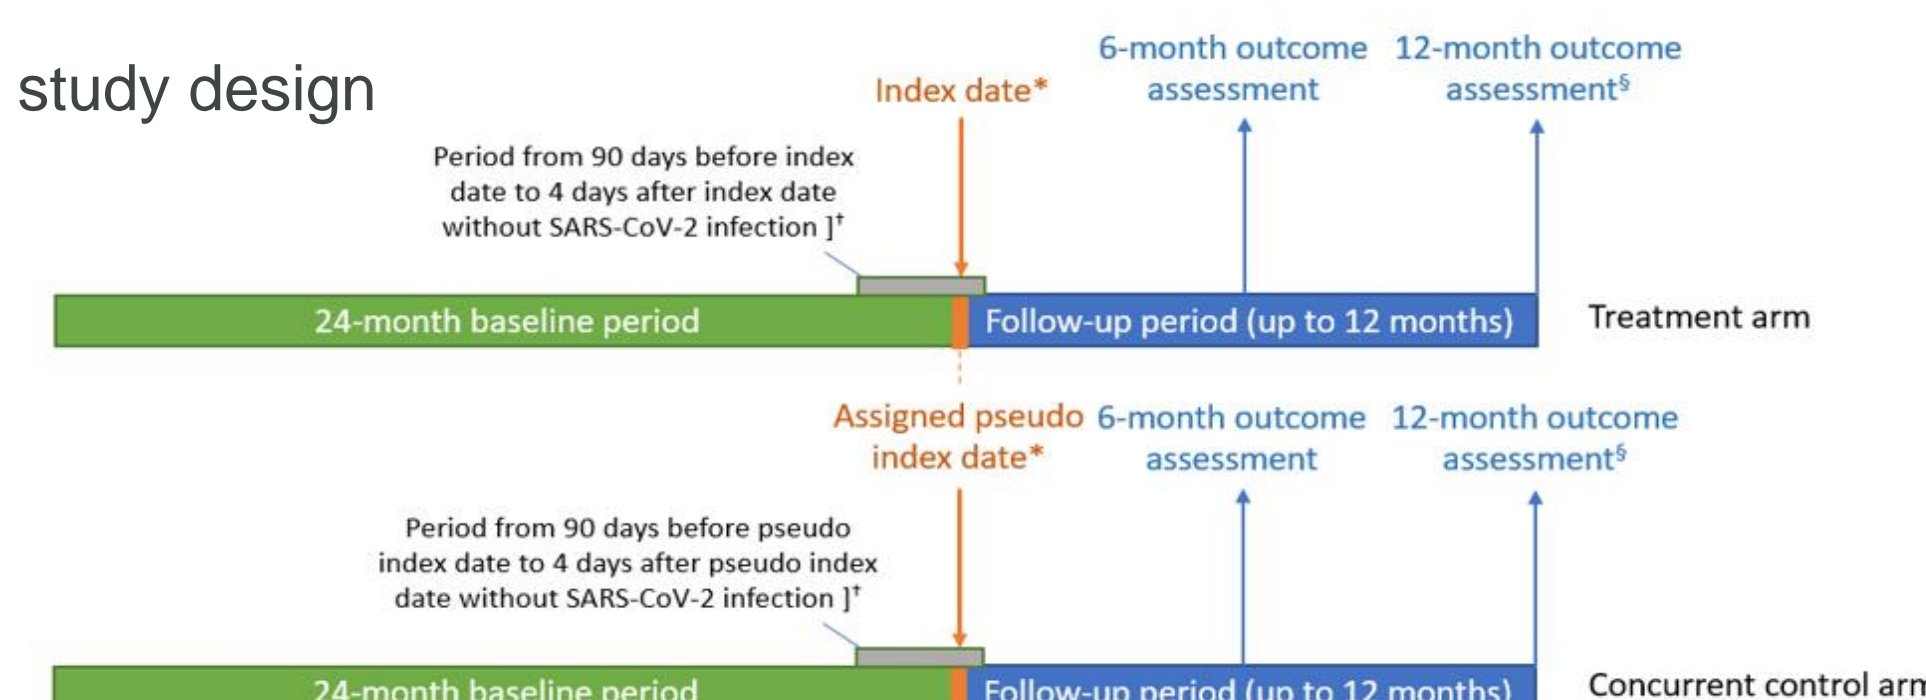 study design
Index date*
6-month outcome
assessment
12-month outcome
assessment§
Period from 90 days before index
date to 4 days after index date
without SARS-CoV-2 infection ]†
24-month baseline period
Follow-up period (up to 12 months)
Treatment arm
Assigned pseudo
index date*
6-month outcome
assessment
12-month outcome
assessment§
Period from 90 days before pseudo
index date to 4 days after pseudo index
date without SARS-CoV-2 infection ]†
24-month baseline period
Follow-up period (up to 12 months)
Concurrent control arm